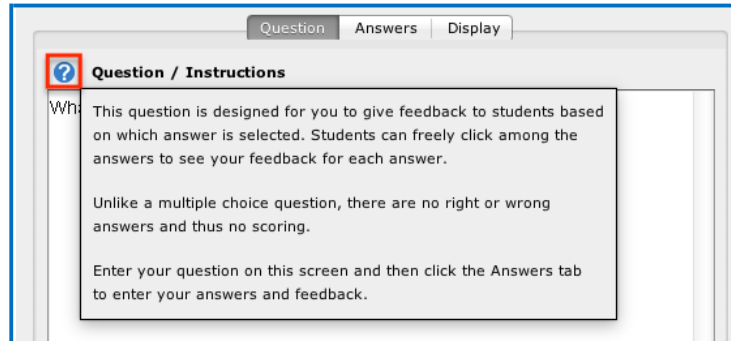 Question Answers Display
? Question / Instructions
Wh
This question is designed for you to give feedback to students based
on which answer is selected. Students can freely click among the
answers to see your feedback for each answer.
Unlike a multiple choice question, there are no right or wrong
answers and thus no scoring.
Enter your question on this screen and then click the Answers tab
to enter your answers and feedback.